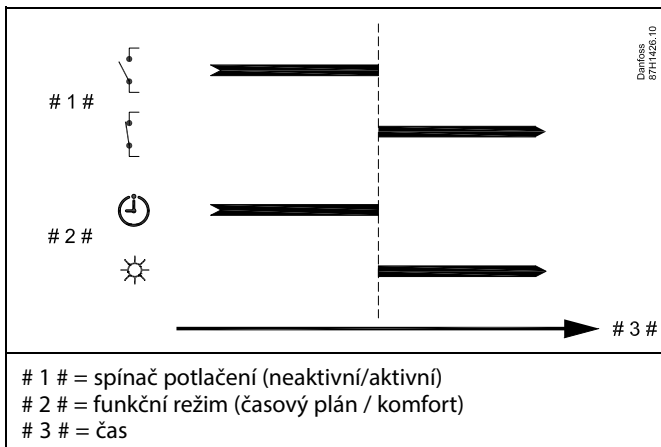 Danfoss
87H1426.10
# 1 #
# 2 #
# 3 #
# 1 # = spínač potlačení (neaktivní/aktivní)
# 2 # = funkční režim (časový plán / komfort)
# 3 # = čas